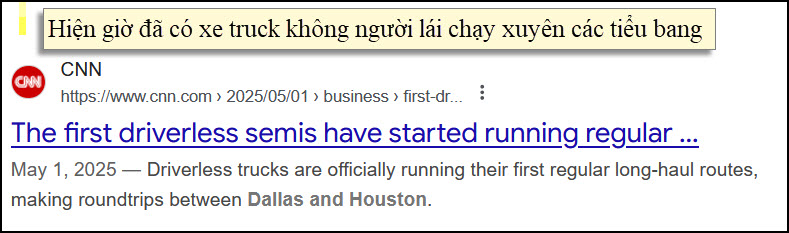 Hiện giờ đã có xe truck không người lái chạy xuyên các tiểu bang
CNN
CNN
https://www.cnn.com › 2025/05/01 › business › first-dr...
The first driverless semis have started running regular ...
May 1, 2025 — Driverless trucks are officially running their first regular long-haul routes,
making roundtrips between Dallas and Houston.